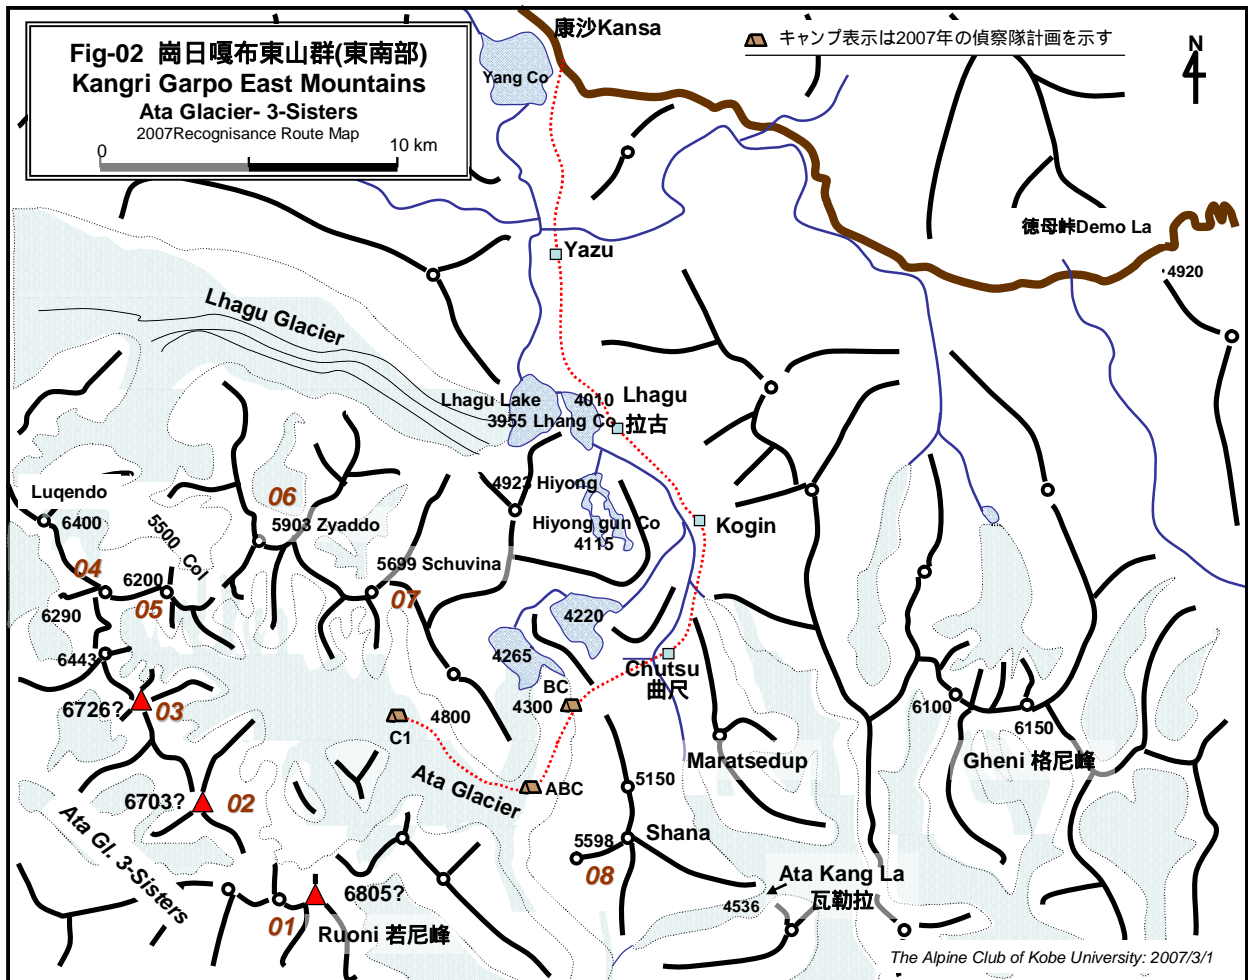 Fig-02 崗日嘎布東山群(東南部)
Kangri Garpo East Mountains
Ata Glacier- 3-Sisters
2007Recognisance Route Map
0
10 km
康沙Kansa
キャンプ表示は2007年の偵察隊計画を示す
N
4
Yang Co
徳母峠Demo La
4920
Yazu
Lhagu Glacier
Lhagu Lake
3955
4010
Lhang Co
Lhagu
拉古
4923 Hiyong
Hiyong gun Co
4115
Kogin
Luqendo
6400
06
5500 Col
5903 Zyaddo
5699 Schuvina
04
6200
05
07
6290
4220
6443
4265
Chutsu
曲尺
BC
4300
6100
6150
6726?
03
4800
C1
Maratsedup
Gheni 格尼峰
Ata Glacier
ABC
5150
6703?
02
Ata Gl. 3-Sisters
5598
Shana
08
Ata Kang La
瓦勒拉
4536
6805?
01
Ruoni 若尼峰
The Alpine Club of Kobe University: 2007/3/1